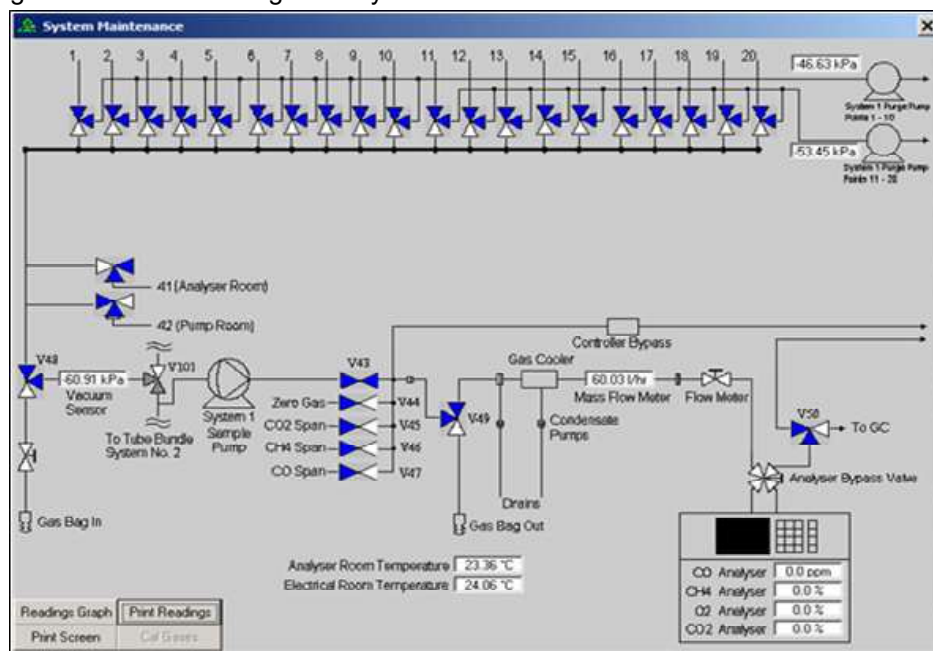 System Maintenance
1 2 3 4 5 6 7 8 9 10 11 12 13 14 15 16 17 18 19 20
-46.63 kPa
System 1 Purge Pump
Points 1 - 10
-53.45 kPa
System 1 Purge Pump
Points 11 - 20
41 (Analyser Room)
42 (Pump Room)
V48
-60.91 kPa
Vacuum
Sensor
V101
To Tube Bundle
System No. 2
System 1
Sample
Pump
V43
Zero Gas
V44
CO2 Span
V45
CH4 Span
V46
CO Span
V47
Controller Bypass
Gas Cooler
V49
60.03 l/hr
Mass Flow Meter
Flow Meter
Condensate
Pumps
Drains
V50
To GC
Analyser Bypass Valve
Gas Bag In
Gas Bag Out
Analyser Room Temperature 23.36 °C
Electrical Room Temperature 24.06 °C
CO Analyser 0.0 ppm
CH4 Analyser 0.0 %
O2 Analyser 0.0 %
CO2 Analyser 0.0 %
Readings Graph
Print Readings
Print Screen
Cal Gases